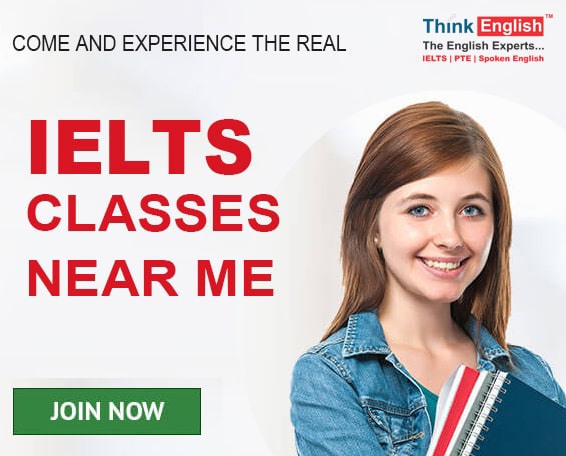 COME AND EXPERIENCE THE REAL
Think English™
The English Experts...
IELTS | PTE | Spoken English
IELTS
CLASSES
NEAR ME
JOIN NOW